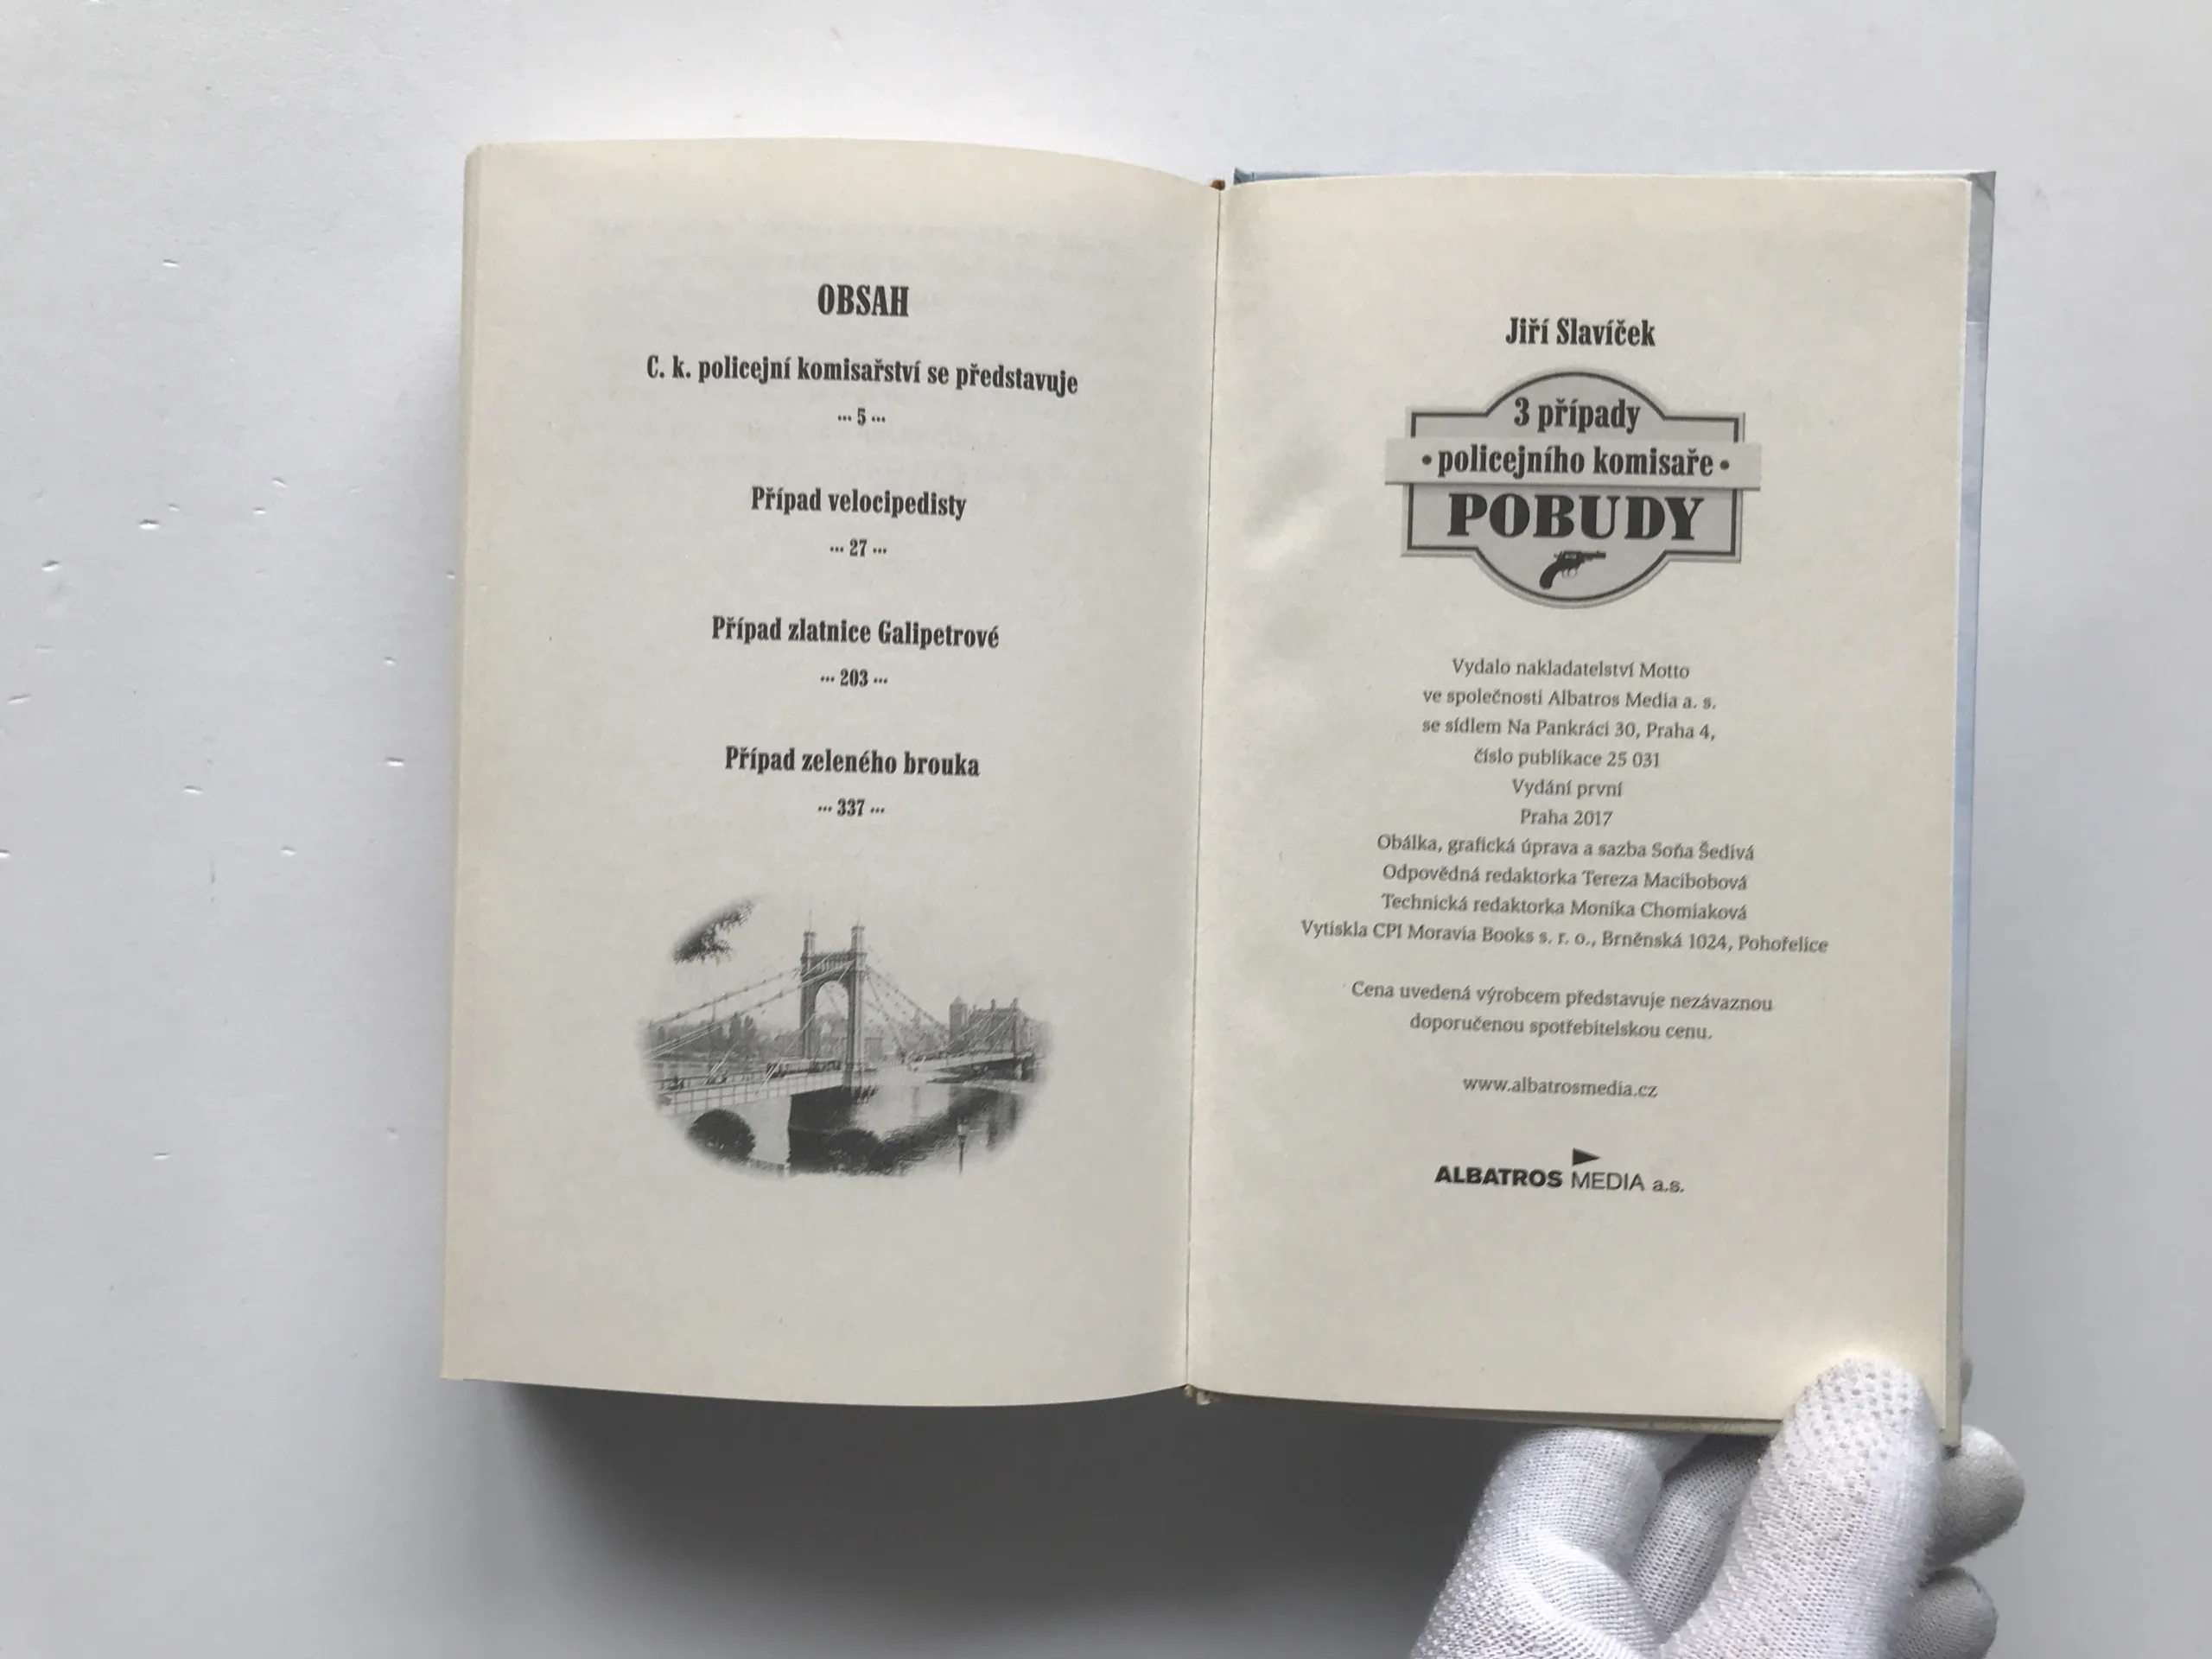 OBSAH
C. k. policejní komisařství se představuje
··· 5 ···
Případ velocipedisty
··· 27 ···
Případ zlatnice Galipetrové
··· 203 ···
Případ zeleného brouka
··· 337 ···
Jiří Slavíček
3 případy
• policejního komisaře •
POBUDY
Vydalo nakladatelství Motto
ve společnosti Albatros Media a. s.
se sídlem Na Pankráci 30, Praha 4,
číslo publikace 25 031
Vydání první
Praha 2017
Obálka, grafická úprava a sazba Soňa Šedivá
Odpovědná redaktorka Tereza Macibobová
Technická redaktorka Monika Chomiaková
Vytiskla CPI Moravia Books s. r. o., Brněnská 1024, Pohořelice
Cena uvedená výrobcem představuje nezávaznou
doporučenou spotřebitelskou cenu.
www.albatrosmedia.cz
ALBATROS MEDIA a.s.